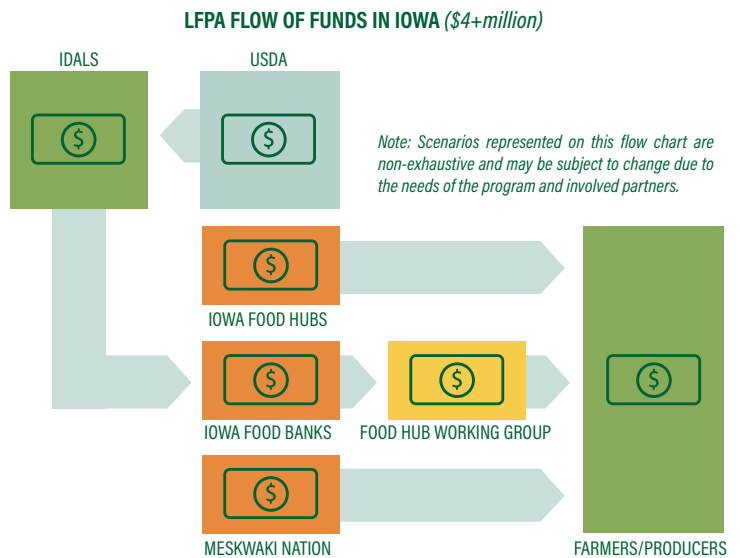 LFPA FLOW OF FUNDS IN IOWA ($4+million)
IDALS
USDA
$
$
Note: Scenarios represented on this flow chart are
non-exhaustive and may be subject to change due to
the needs of the program and involved partners.
$
IOWA FOOD HUBS
$
$
$
IOWA FOOD BANKS
FOOD HUB WORKING GROUP
$
MESKWAKI NATION
FARMERS/PRODUCERS